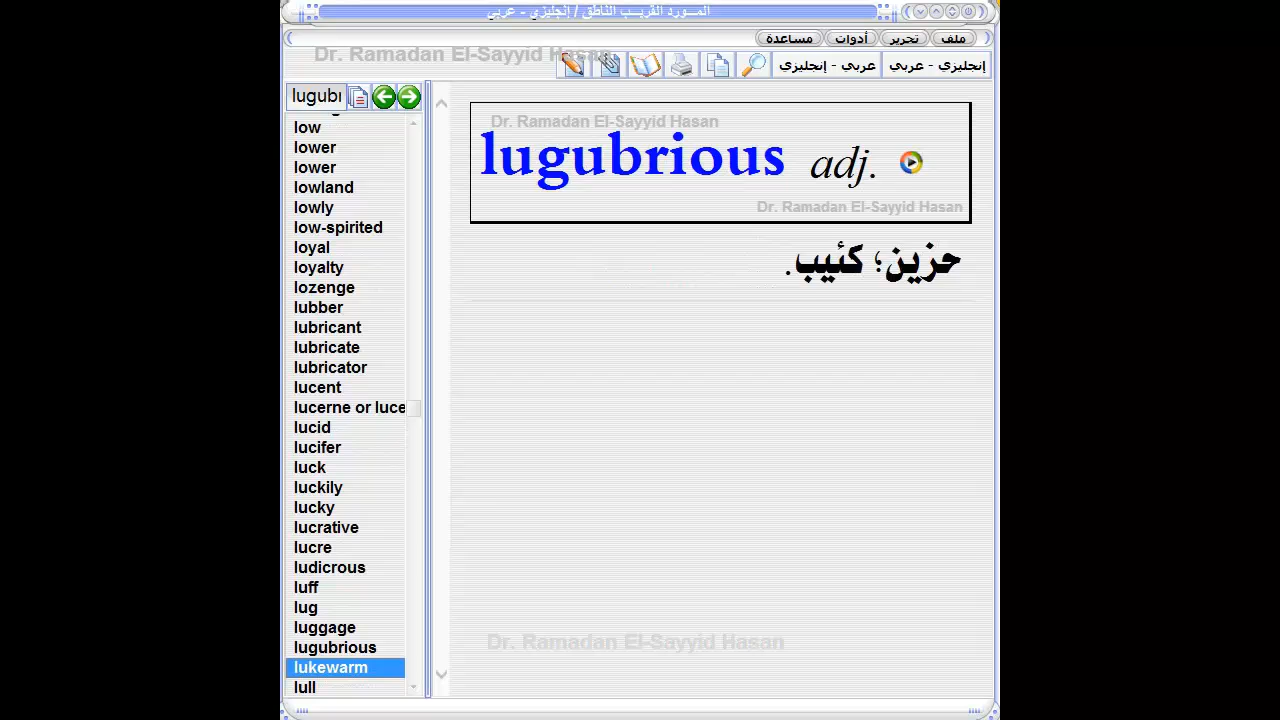 المــورد القريــب الناطق / إنجليزي - عربي
ملف تحرير أدوات مساعدة
Dr. Ramadan El-Sayyid Hasan
إنجليزي - عربي عربي - إنجليزي
lugubri
low
lower
lower
lowland
lowly
low-spirited
loyal
loyalty
lozenge
lubber
lubricant
lubricate
lubricator
lucent
lucerne or luce
lucid
lucifer
luck
luckily
lucky
lucrative
lucre
ludicrous
luff
lug
luggage
lugubrious
lukewarm
lull
Dr. Ramadan El-Sayyid Hasan
lugubrious adj.
Dr. Ramadan El-Sayyid Hasan
حزين؛ كئيب.
Dr. Ramadan El-Sayyid Hasan